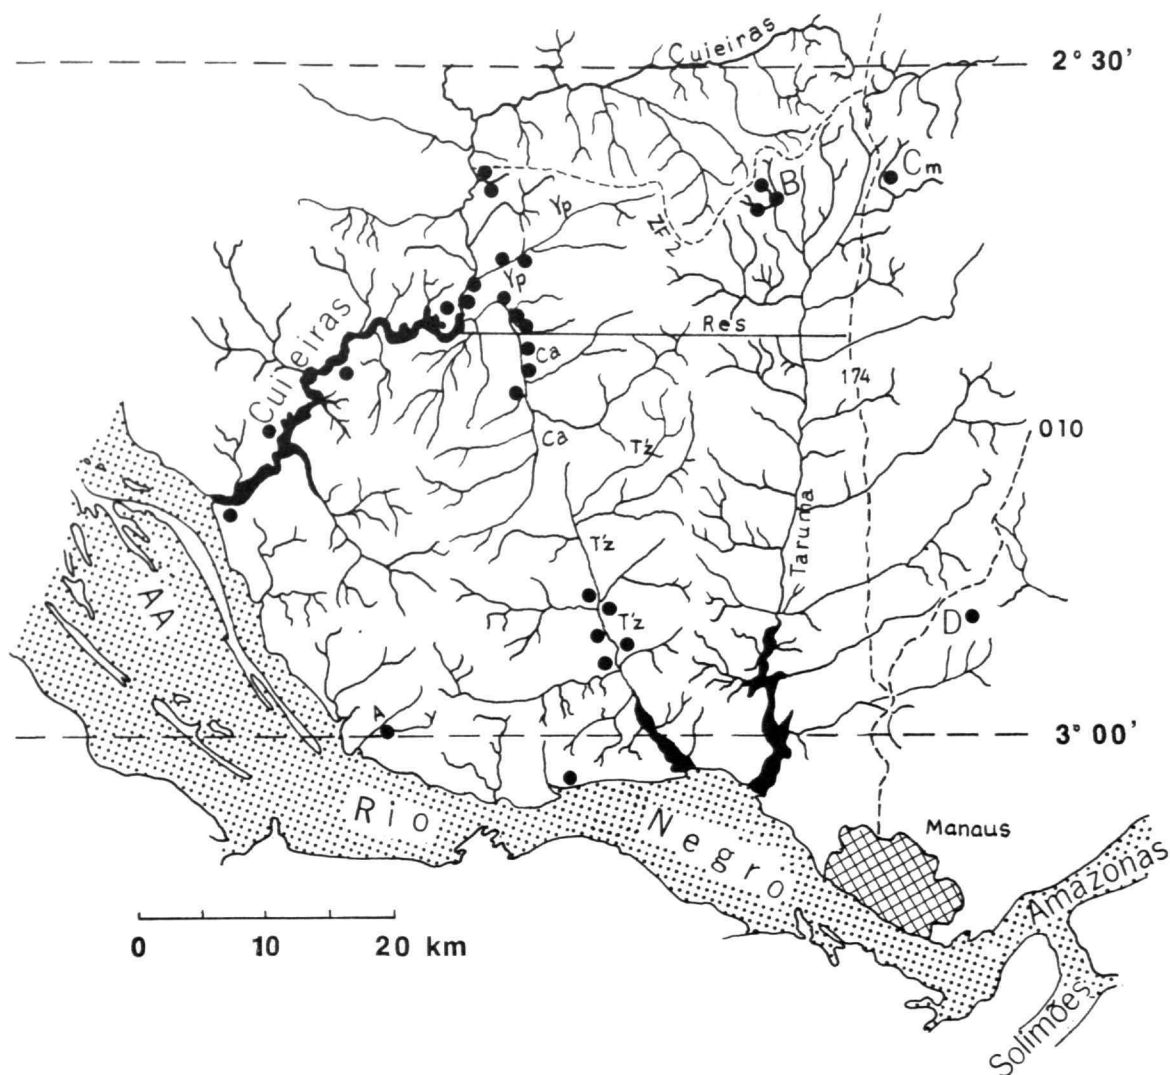 Cuieiras
2° 30'
B
Cm
Yp
ZF2
Yp
Res
Cuieiras
Ca
174
Ca
T'z
010
Taruma
T'z
AA
T'z
D
A
3° 00'
Rio
Negro
Manaus
Amazonas
0 10 20 km
Solimões